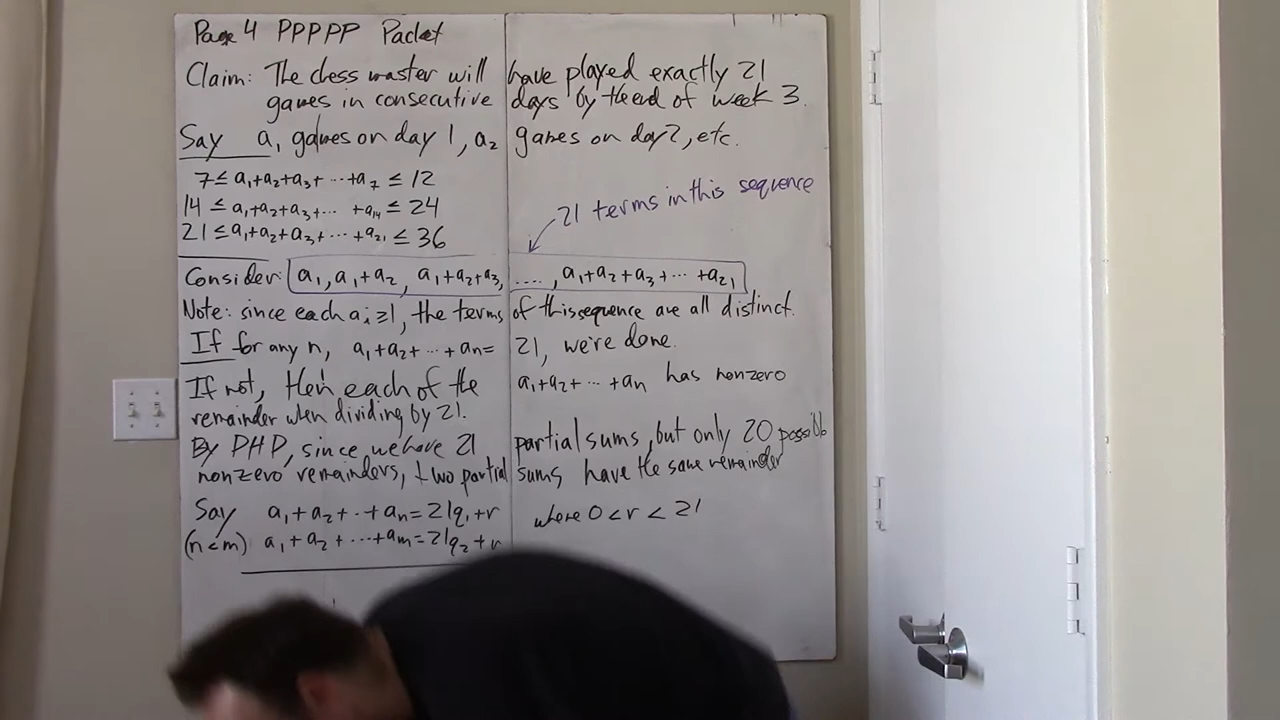 Page 4 PPPPP Packet
Claim: The chess master will have played exactly 21
games in consecutive days by the end of week 3.
Say a₁ games on day 1, a₂ games on day 2, etc.
7 ≤ a₁+a₂+a₃+ ··· +a₇ ≤ 12
14 ≤ a₁+a₂+a₃+ ··· +a₁₄ ≤ 24
21 ≤ a₁+a₂+a₃+ ··· +a₂₁ ≤ 36
21 terms in this sequence
Consider: a₁, a₁+a₂, a₁+a₂+a₃, ...., a₁+a₂+a₃+ ··· +a₂₁
Note: since each aᵢ ≥ 1, the terms of this sequence are all distinct.
If for any n, a₁+a₂+ ··· +aₙ = 21, we're done.
If not, then each of the a₁+a₂+ ··· +aₙ has nonzero
remainder when dividing by 21.
By PHP, since we have 21 partial sums, but only 20 possib
nonzero remainders, two partial sums have the same remainder
Say a₁+a₂+ ··· +aₙ = 21q₁+r where 0 < r < 21
(n<m) a₁+a₂+ ··· +aₘ = 21q₂+r